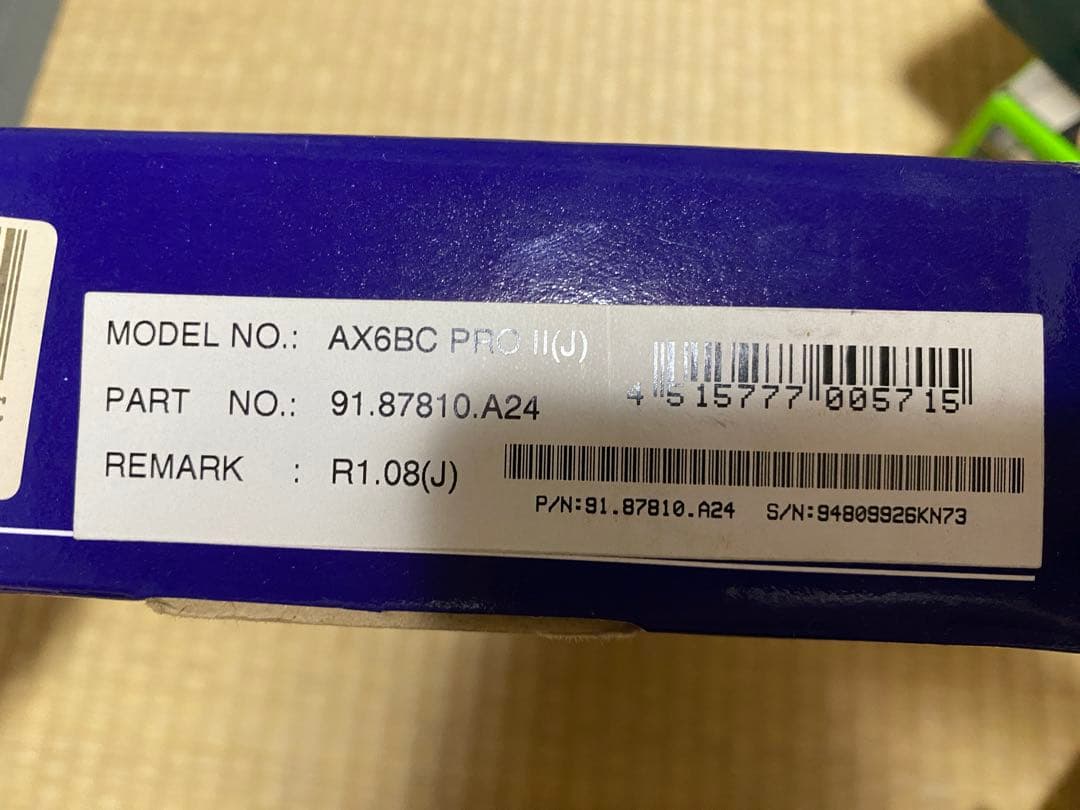 MODEL NO.: AX6BC PRO II(J)
PART NO.: 91.87810.A24
REMARK : R1.08(J)
4 515777 005715
P/N:91.87810.A24 S/N:94809926KN73